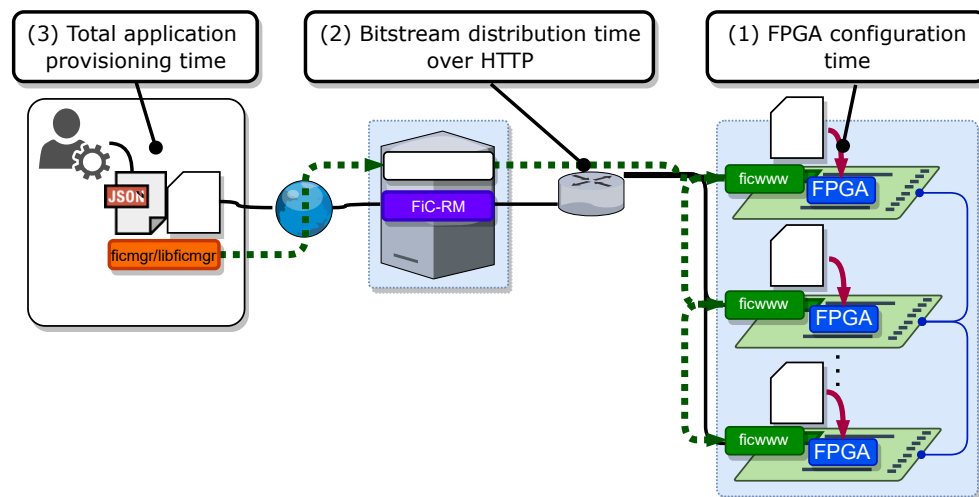 (3) Total application
provisioning time
(2) Bitstream distribution time
over HTTP
(1) FPGA configuration
time
JSON
ficmgr/libficmgr
FiC-RM
ficwww
FPGA
ficwww
FPGA
ficwww
FPGA